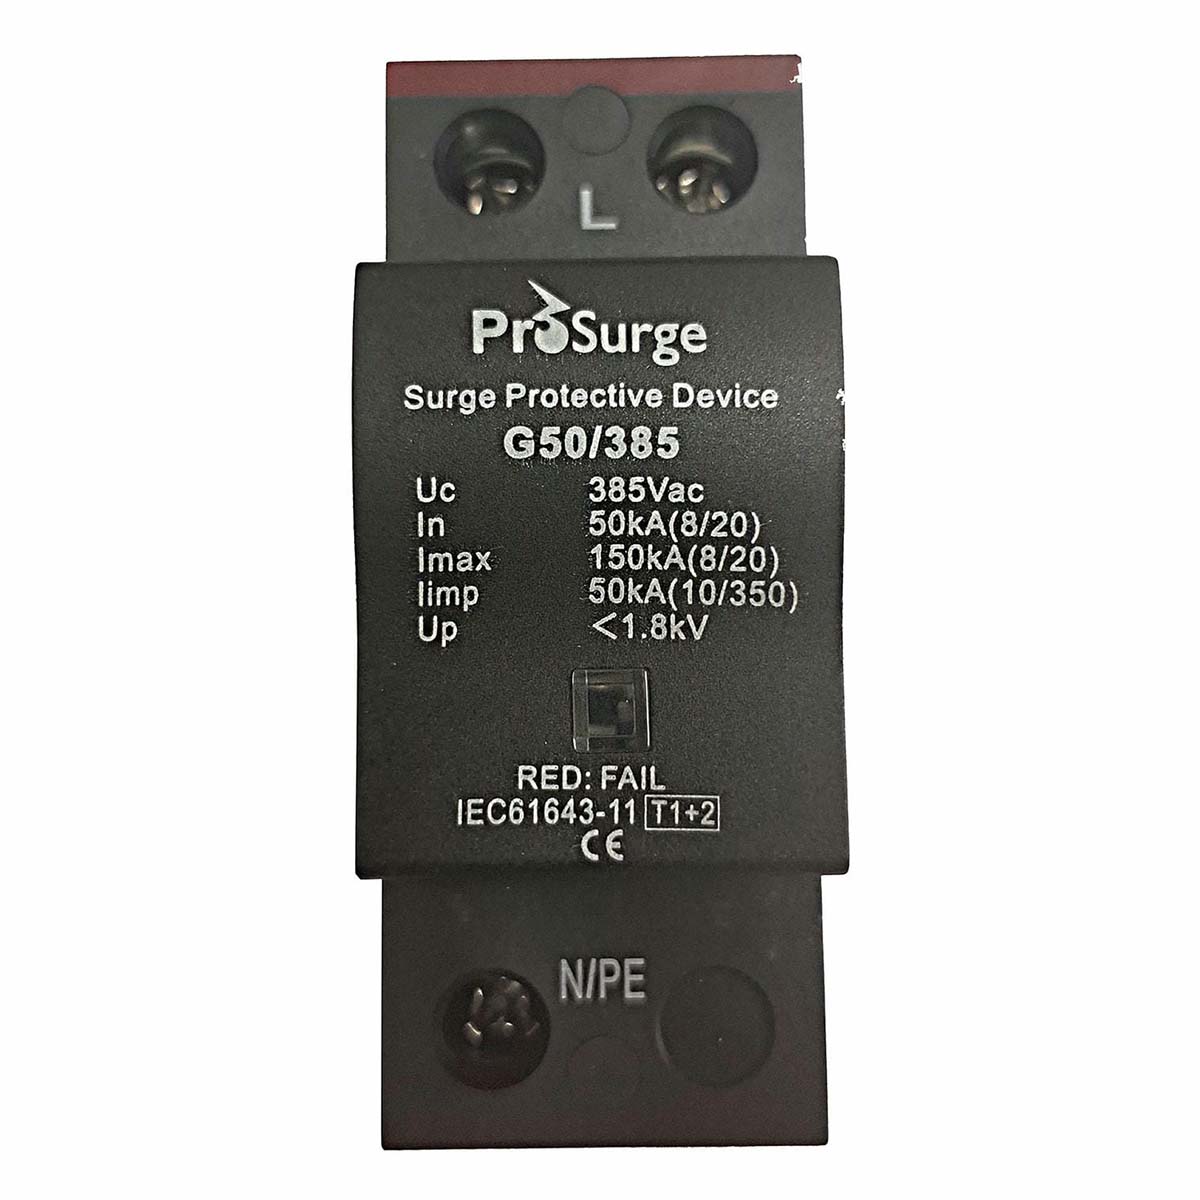 L
ProSurge
Surge Protective Device
G50/385
Uc 385Vac
In 50kA(8/20)
Imax 150kA(8/20)
Iimp 50kA(10/350)
Up <1.8kV
RED: FAIL
IEC61643-11 T1+2
CE
N/PE